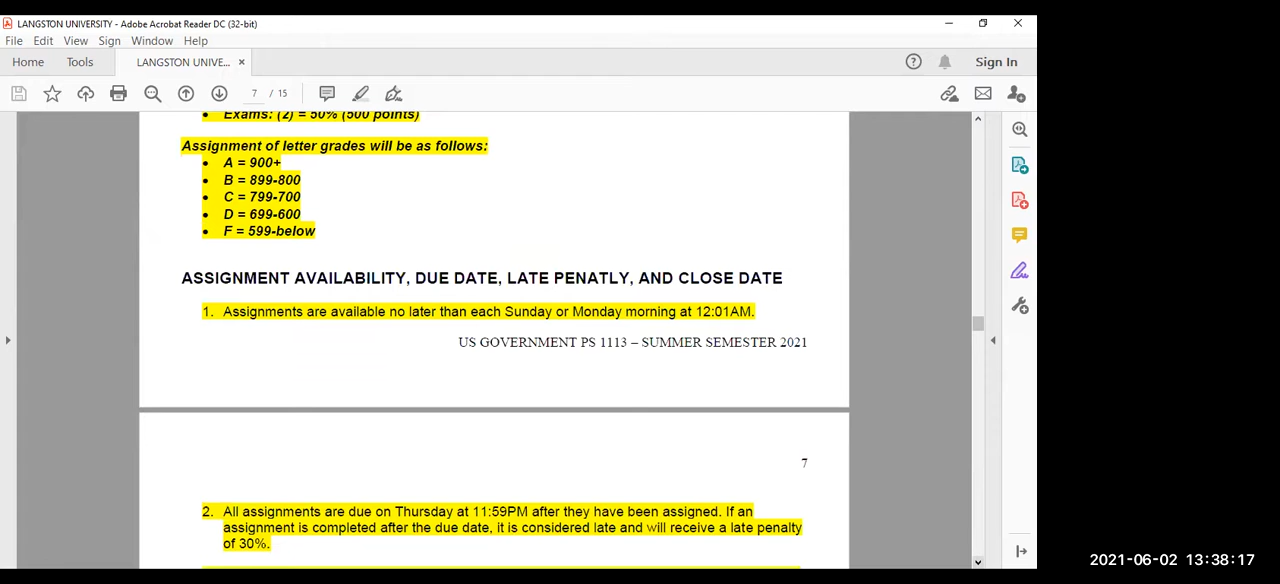 LANGSTON UNIVERSITY - Adobe Acrobat Reader DC (32-bit)
File Edit View Sign Window Help
Home Tools LANGSTON UNIVE... × Sign In
7 / 15
• Exams: (2) = 50% (500 points)
Assignment of letter grades will be as follows:
• A = 900+
• B = 899-800
• C = 799-700
• D = 699-600
• F = 599-below
ASSIGNMENT AVAILABILITY, DUE DATE, LATE PENATLY, AND CLOSE DATE
1. Assignments are available no later than each Sunday or Monday morning at 12:01AM.
US GOVERNMENT PS 1113 – SUMMER SEMESTER 2021
7
2. All assignments are due on Thursday at 11:59PM after they have been assigned. If an
assignment is completed after the due date, it is considered late and will receive a late penalty
of 30%.
2021-06-02 13:38:17